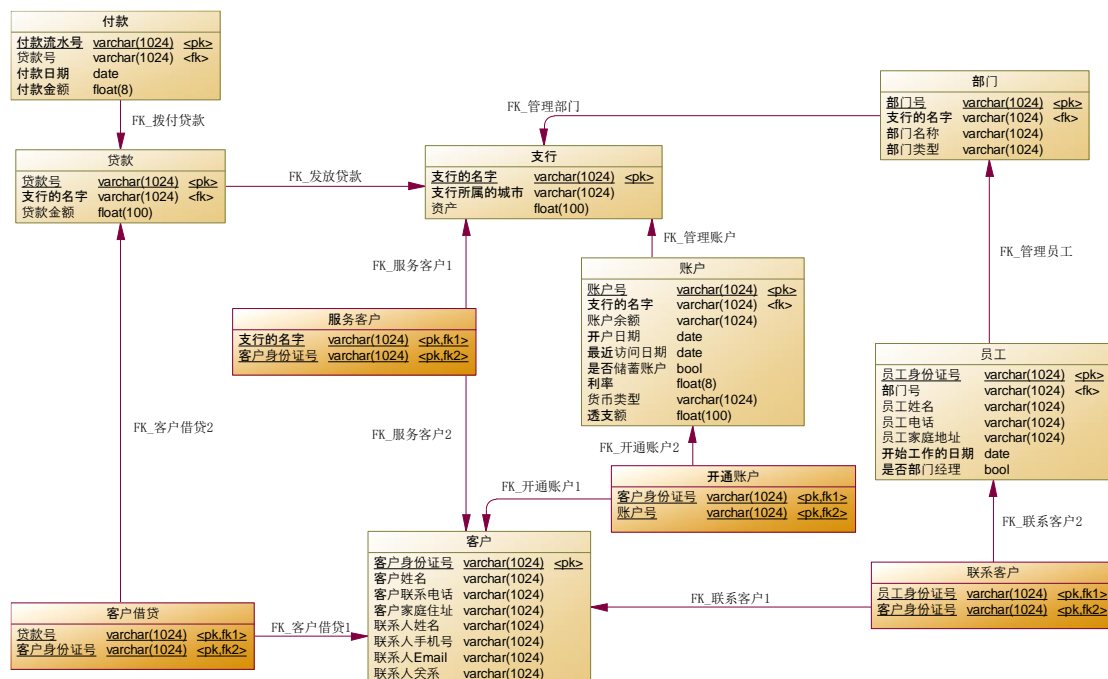 付款
付款流水号 varchar(1024) <pk>
贷款号 varchar(1024) <fk>
付款日期 date
付款金额 float(8)
FK_拨付贷款
贷款
贷款号 varchar(1024) <pk>
支行的名字 varchar(1024) <fk>
贷款金额 float(100)
FK_发放贷款
支行
支行的名字 varchar(1024) <pk>
支行所属的城市 varchar(1024)
资产 float(100)
FK_管理部门
部门
部门号 varchar(1024) <pk>
支行的名字 varchar(1024) <fk>
部门名称 varchar(1024)
部门类型 varchar(1024)
FK_服务客户1
FK_管理账户
FK_管理员工
服务客户
支行的名字 varchar(1024) <pk,fk1>
客户身份证号 varchar(1024) <pk,fk2>
账户
账户号 varchar(1024) <pk>
支行的名字 varchar(1024) <fk>
账户余额 varchar(1024)
开户日期 date
最近访问日期 date
是否储蓄账户 bool
利率 float(8)
货币类型 varchar(1024)
透支额 float(100)
员工
员工身份证号 varchar(1024) <pk>
部门号 varchar(1024) <fk>
员工姓名 varchar(1024)
员工电话 varchar(1024)
员工家庭地址 varchar(1024)
开始工作的日期 date
是否部门经理 bool
FK_客户借贷2
FK_服务客户2
FK_开通账户2
FK_开通账户1
开通账户
客户身份证号 varchar(1024) <pk,fk1>
账户号 varchar(1024) <pk,fk2>
FK_联系客户2
客户
客户身份证号 varchar(1024) <pk>
客户姓名 varchar(1024)
客户联系电话 varchar(1024)
客户家庭住址 varchar(1024)
联系人姓名 varchar(1024)
联系人手机号 varchar(1024)
联系人Email varchar(1024)
联系人关系 varchar(1024)
FK_联系客户1
联系客户
员工身份证号 varchar(1024) <pk,fk1>
客户身份证号 varchar(1024) <pk,fk2>
客户借贷
贷款号 varchar(1024) <pk,fk1>
客户身份证号 varchar(1024) <pk,fk2>
FK_客户借贷1